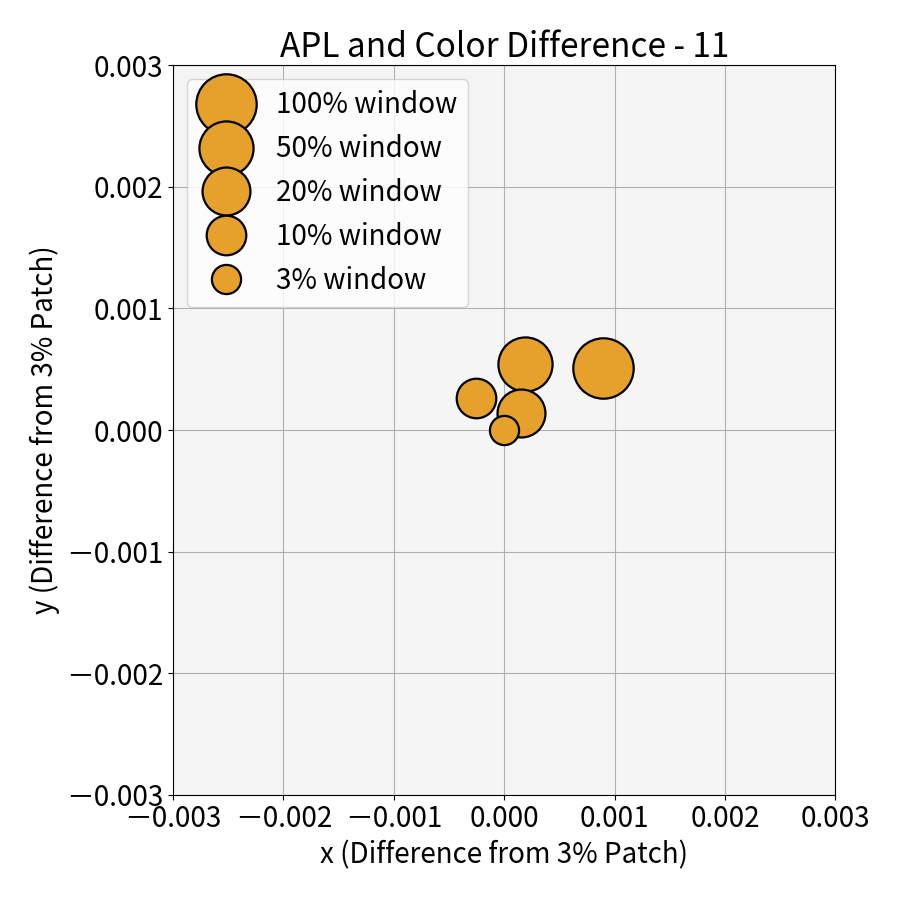 APL and Color Difference - 11
0.003
0.002
0.001
0.000
−0.001
−0.002
−0.003
y (Difference from 3% Patch)
100% window
50% window
20% window
10% window
3% window
−0.003 −0.002 −0.001 0.000 0.001 0.002 0.003
x (Difference from 3% Patch)